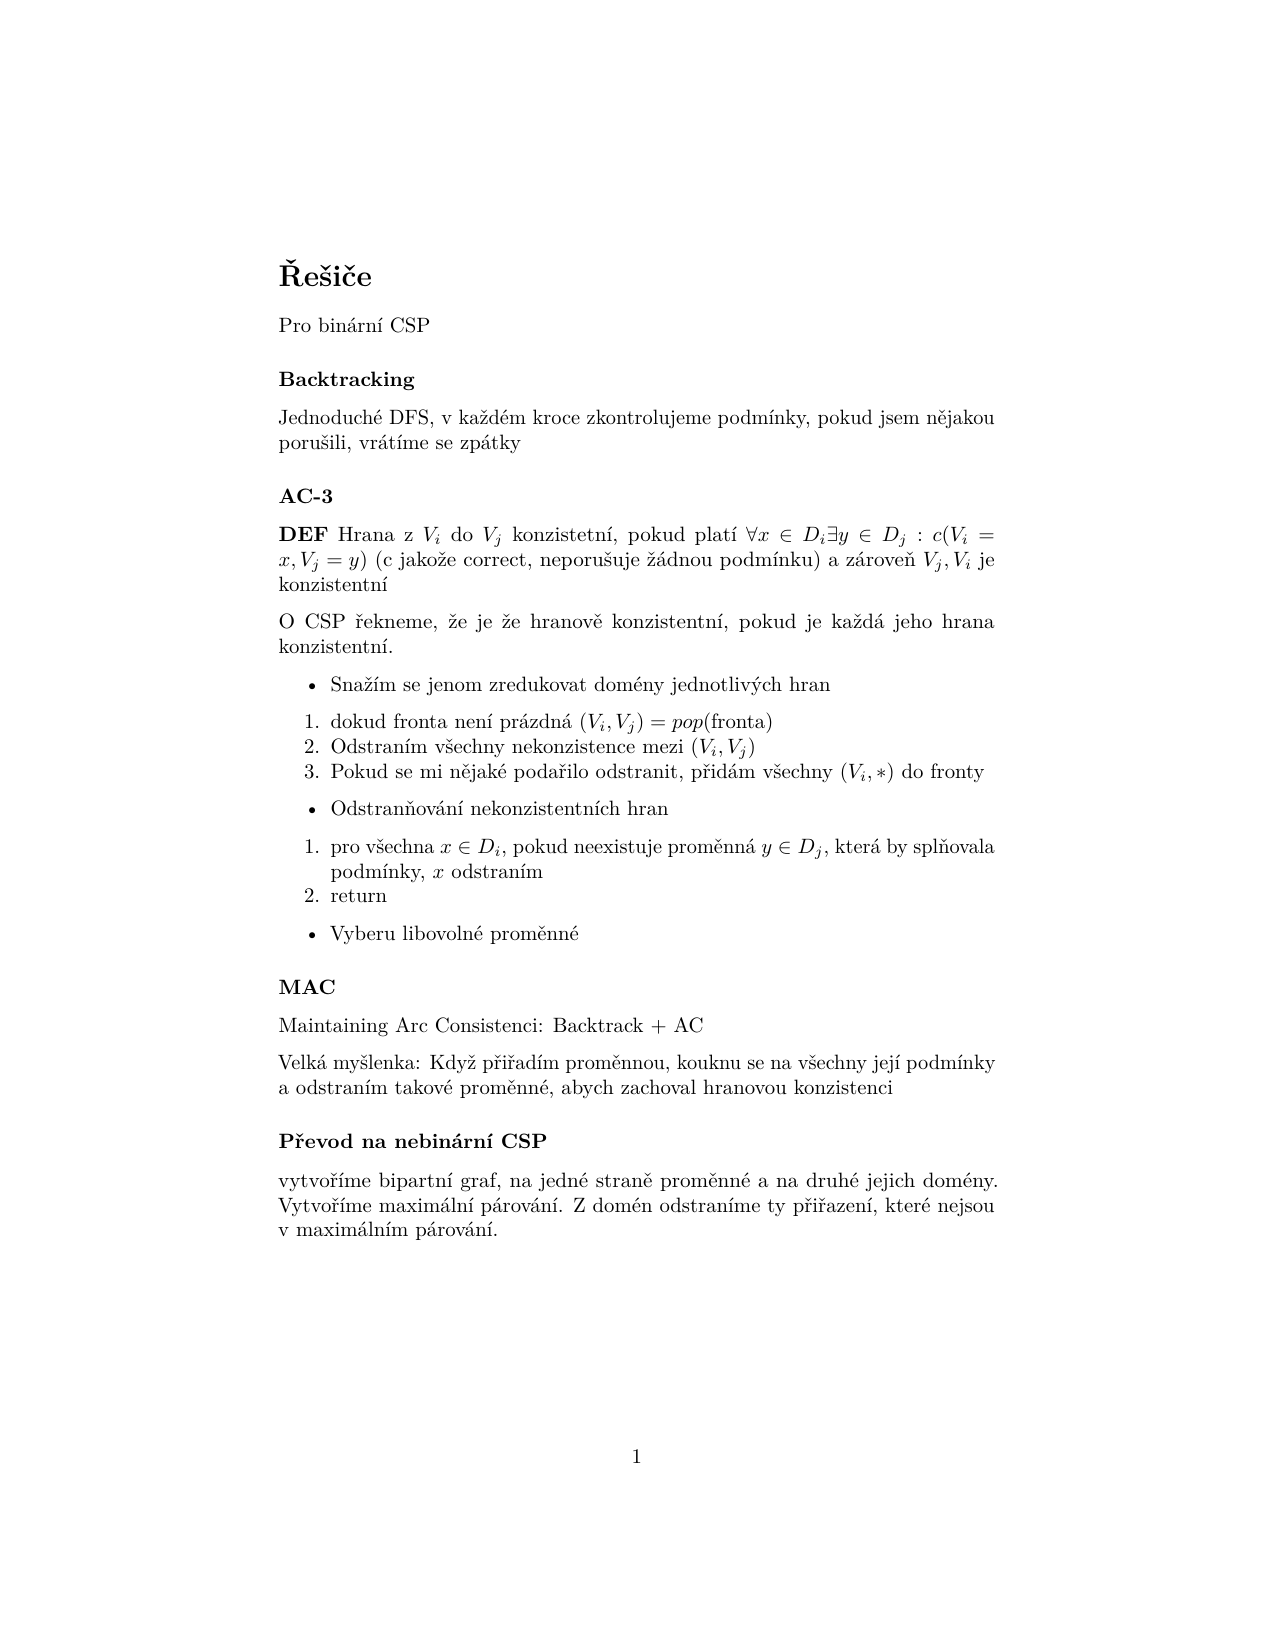 Řešiče
Pro binární CSP
Backtracking
Jednoduché DFS, v každém kroce zkontrolujeme podmínky, pokud jsem nějakou
porušili, vrátíme se zpátky
AC-3
DEF Hrana z $V_i$ do $V_j$ konzistetní, pokud platí $\forall x \in D_i \exists y \in D_j : c(V_i =$
$x, V_j = y)$ (c jakože correct, neporušuje žádnou podmínku) a zároveň $V_j, V_i$ je
konzistentní
O CSP řekneme, že je že hranově konzistentní, pokud je každá jeho hrana
konzistentní.
• Snažím se jenom zredukovat domény jednotlivých hran
1. dokud fronta není prázdná $(V_i, V_j) = pop($fronta$)$
2. Odstraním všechny nekonzistence mezi $(V_i, V_j)$
3. Pokud se mi nějaké podařilo odstranit, přidám všechny $(V_i, *)$ do fronty
• Odstranňování nekonzistentních hran
1. pro všechna $x \in D_i$, pokud neexistuje proměnná $y \in D_j$, která by splňovala
podmínky, $x$ odstraním
2. return
• Vyberu libovolné proměnné
MAC
Maintaining Arc Consistenci: Backtrack + AC
Velká myšlenka: Když přiřadím proměnnou, kouknu se na všechny její podmínky
a odstraním takové proměnné, abych zachoval hranovou konzistenci
Převod na nebinární CSP
vytvoříme bipartní graf, na jedné straně proměnné a na druhé jejich domény.
Vytvoříme maximální párování. Z domén odstraníme ty přiřazení, které nejsou
v maximálním párování.
1